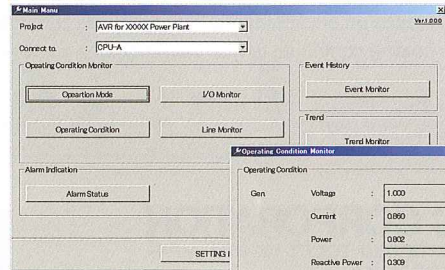 Main Manu
Ver.1.0.0.0
Project : AVR for XXXXX Power Plant
Connect to. : CPU-A
Opeating Condition Monitor
Opeartion Mode
I/O Monitor
Operating Condition
Line Monitor
Event History
Event Monitor
Trend
Trend Monitor
Alarm Indication
Alarm Status
SETTING
Operating Condition Monitor
Operating Condition
Gen. Voltage : 1.000
Current : 0.860
Power : 0.802
Reactive Power : 0.309